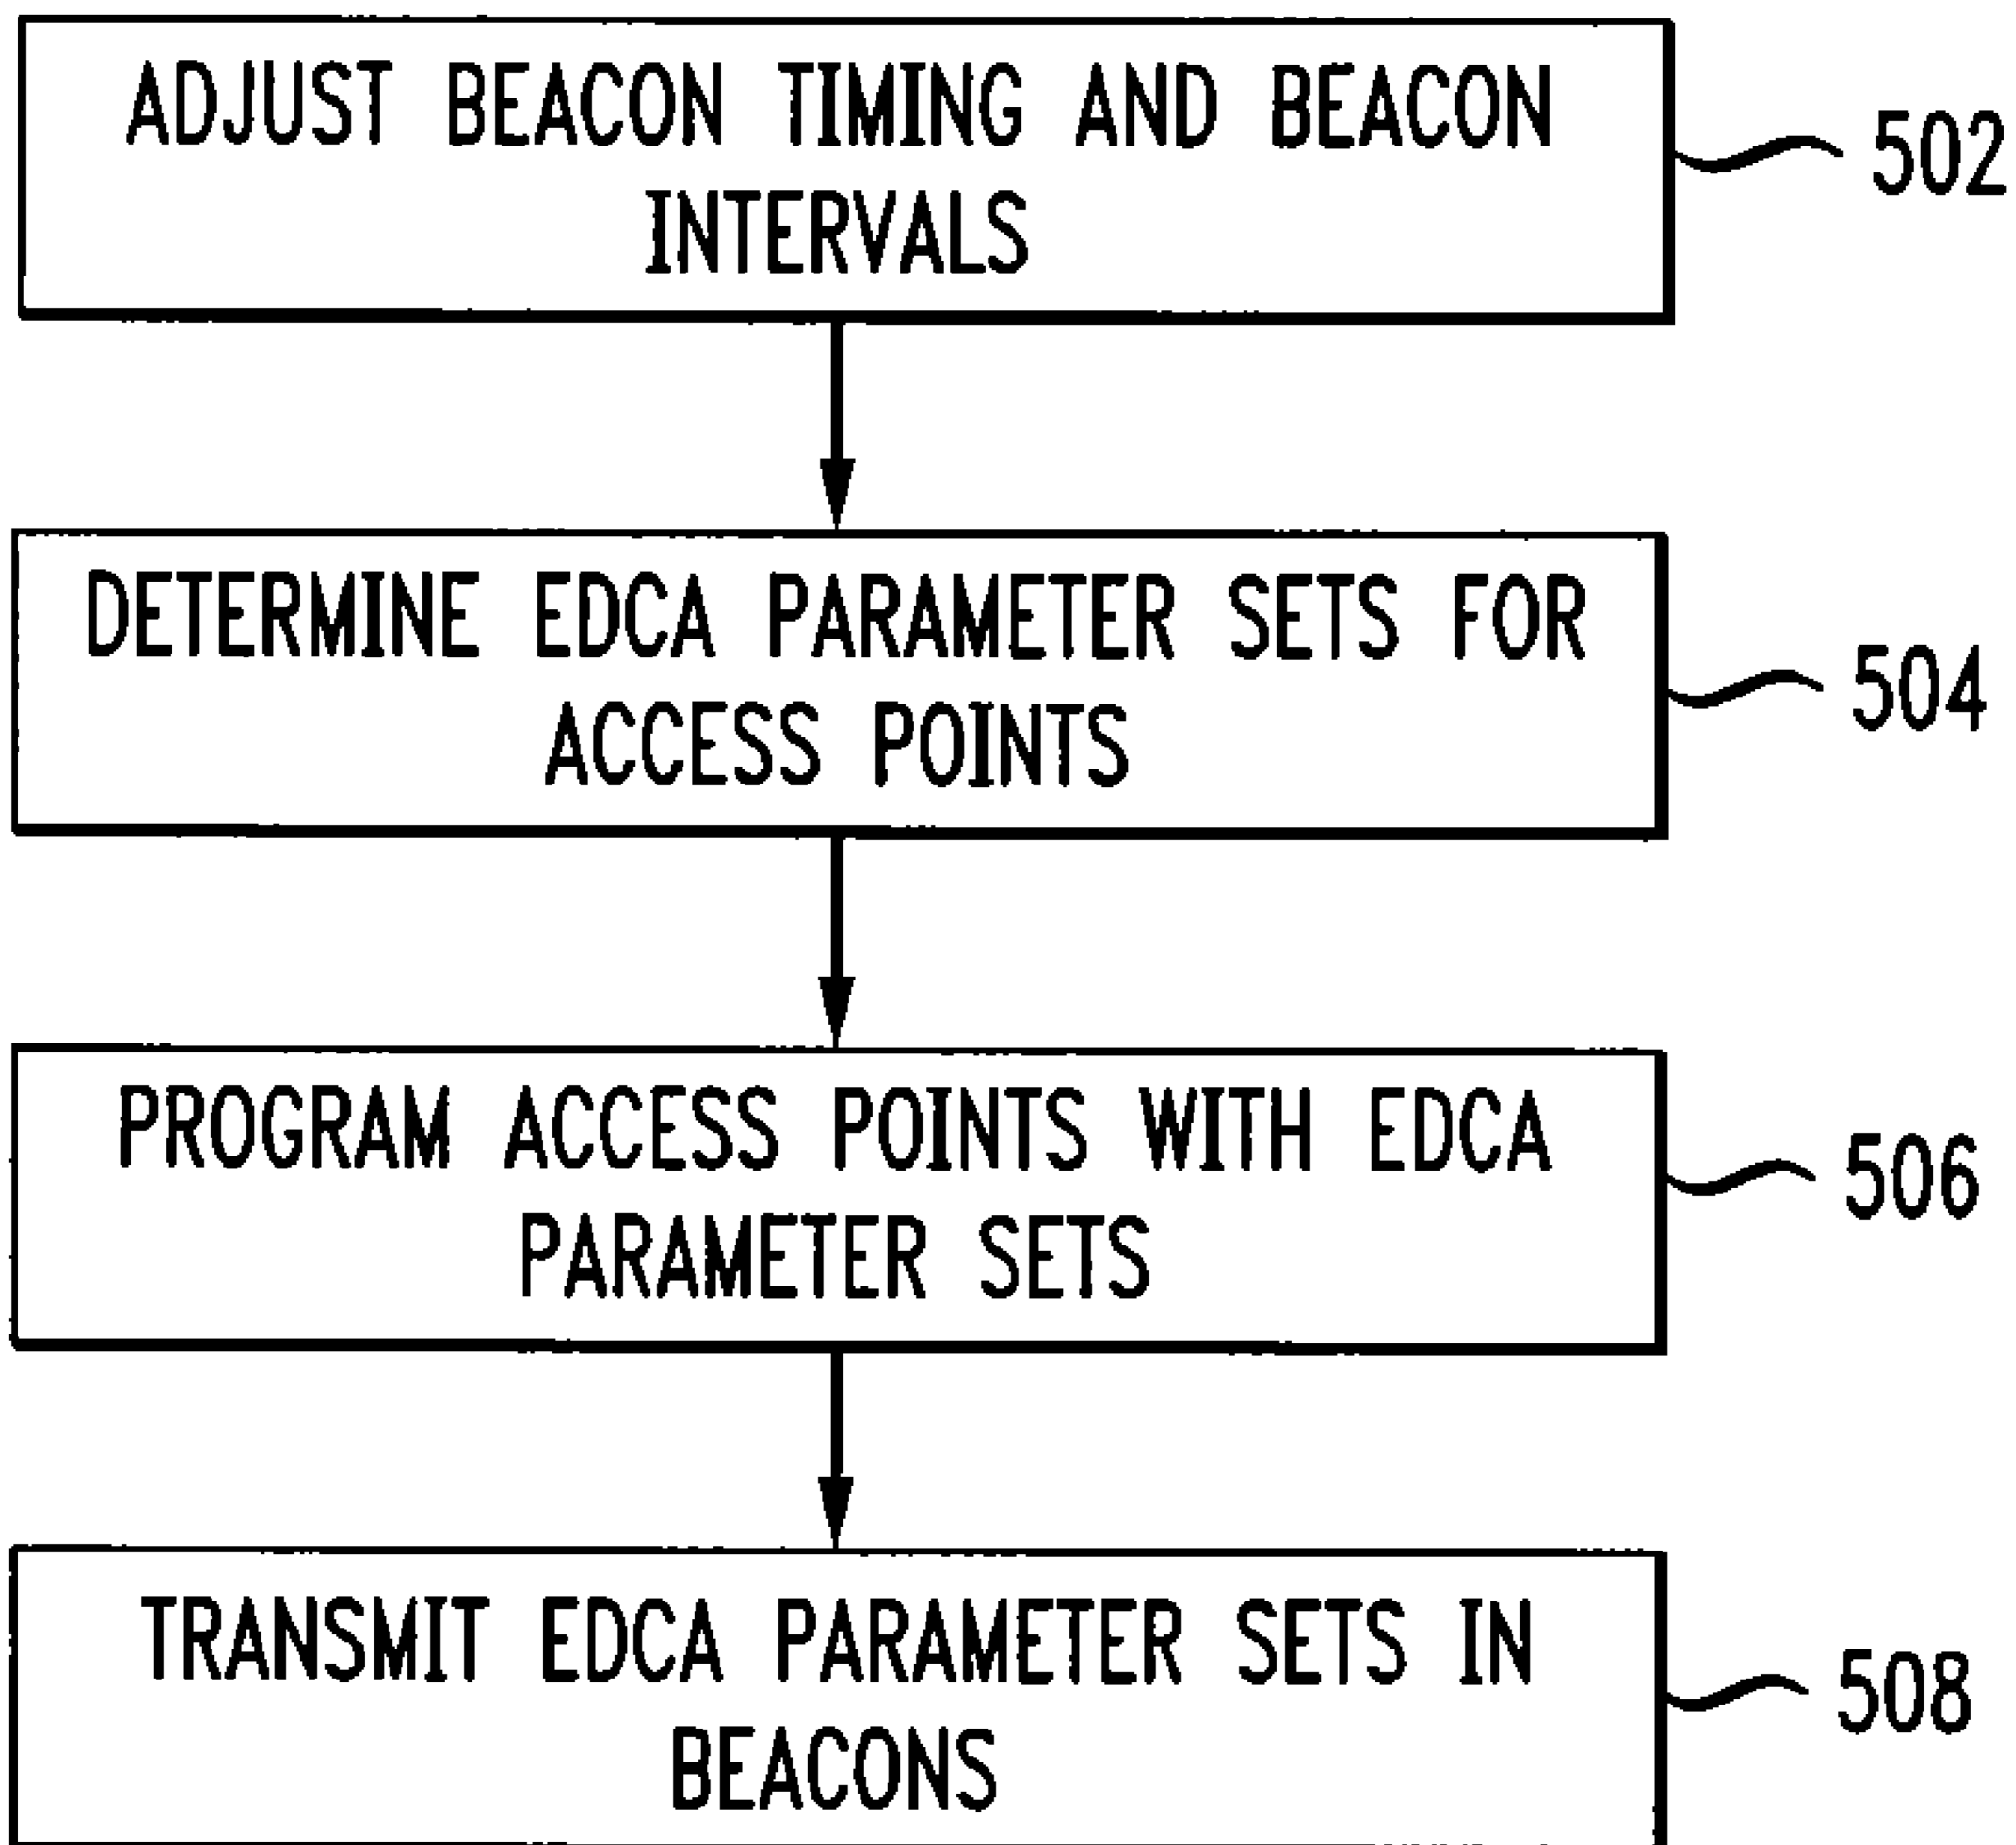 ADJUST BEACON TIMING AND BEACON
INTERVALS
502
DETERMINE EDCA PARAMETER SETS FOR
ACCESS POINTS
504
PROGRAM ACCESS POINTS WITH EDCA
PARAMETER SETS
506
TRANSMIT EDCA PARAMETER SETS IN
BEACONS
508